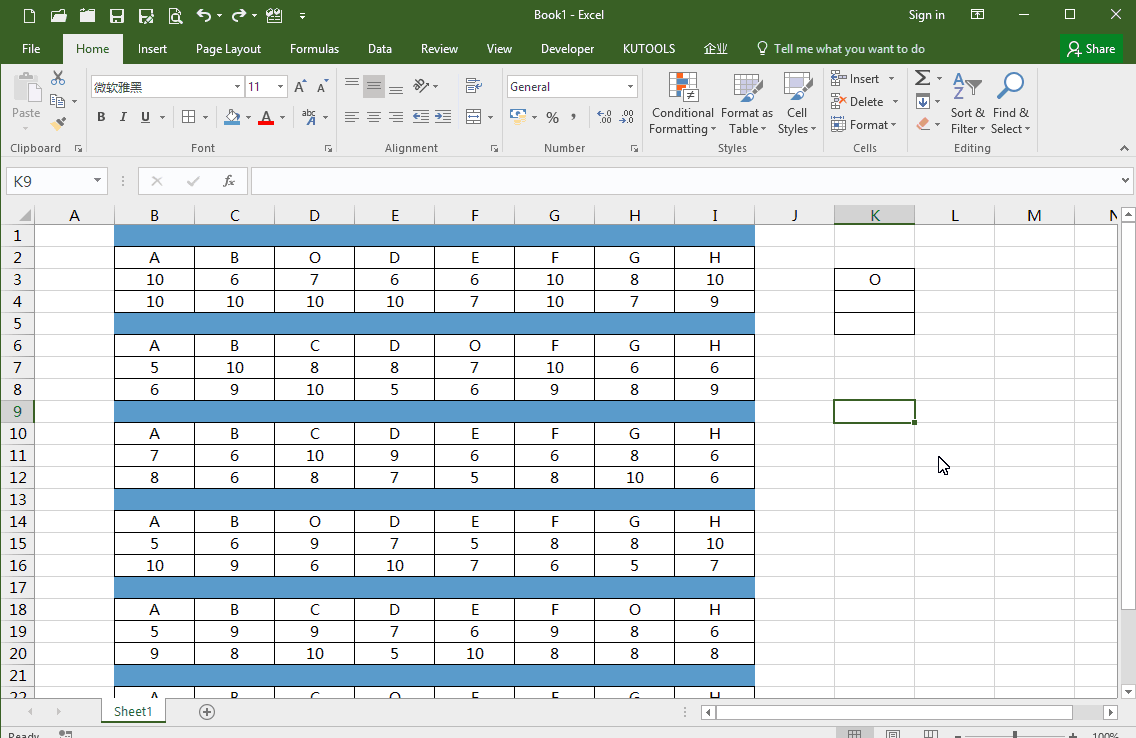 Book1 - Excel
Sign in
File Home Insert Page Layout Formulas Data Review View Developer KUTOOLS 企业 Tell me what you want to do Share
Paste
Clipboard
微软雅黑 11
B I U abc A
Font
Alignment
General
% ,
Number
Conditional Formatting
Format as Table
Cell Styles
Styles
Insert
Delete
Format
Cells
Sort & Filter
Find & Select
Editing
K9 fx
A B C D E F G H I J K L M N
1
2 A B O D E F G H
3 10 6 7 6 6 10 8 10 O
4 10 10 10 10 7 10 7 9
5
6 A B C D O F G H
7 5 10 8 8 7 10 6 6
8 6 9 10 5 6 9 8 9
9
10 A B C D E F G H
11 7 6 10 9 6 6 8 6
12 8 6 8 7 5 8 10 6
13
14 A B O D E F G H
15 5 6 9 7 5 8 8 10
16 10 9 6 10 7 6 5 7
17
18 A B C D E F O H
19 5 9 9 7 6 9 8 6
20 9 8 10 5 10 8 8 8
21
22 A B C O E F G H
Sheet1
Ready 100%